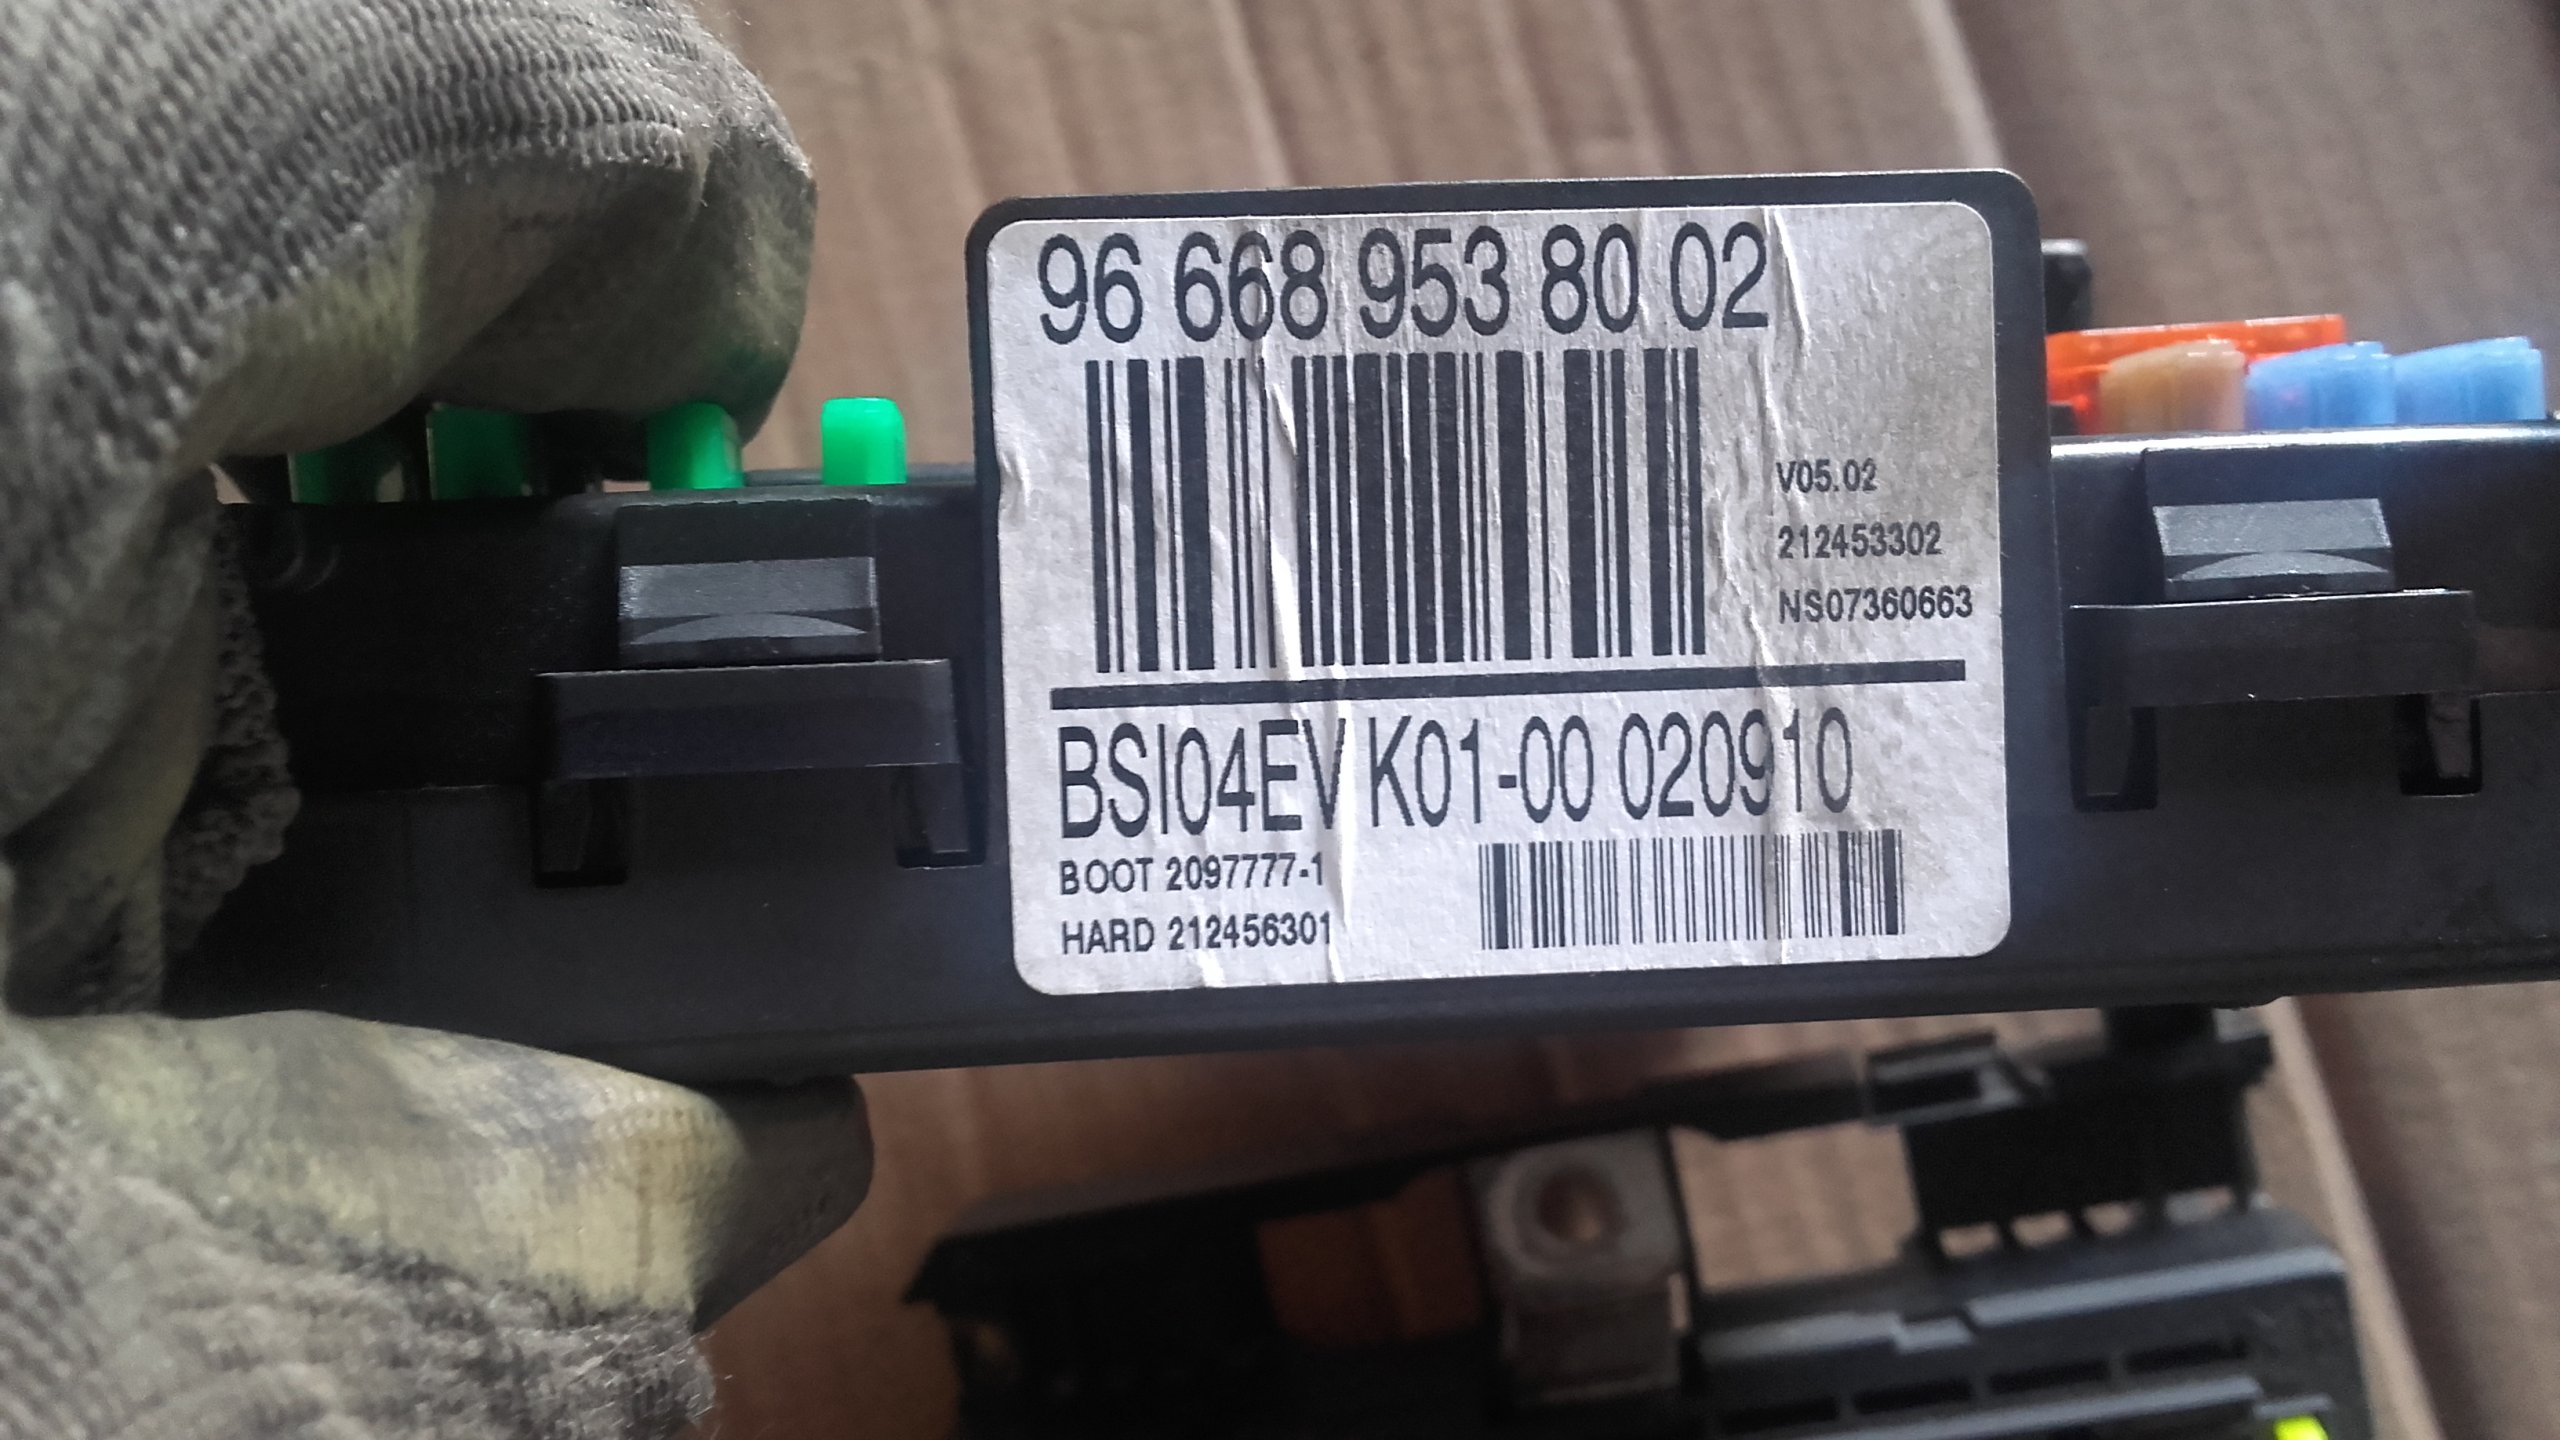 96 668 953 80 02
V05.02
212453302
NS07360663
BSI04EV K01-00 020910
BOOT 2097777-1
HARD 212456301